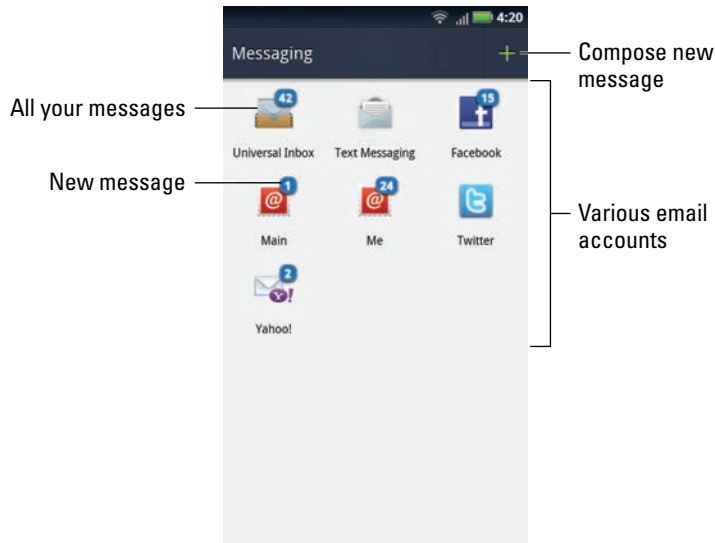 4:20
Messaging
+
Compose new
message
All your messages
42
15
Universal Inbox
Text Messaging
Facebook
New message
1
24
Main
Me
Twitter
Various email
accounts
2
Yahoo!